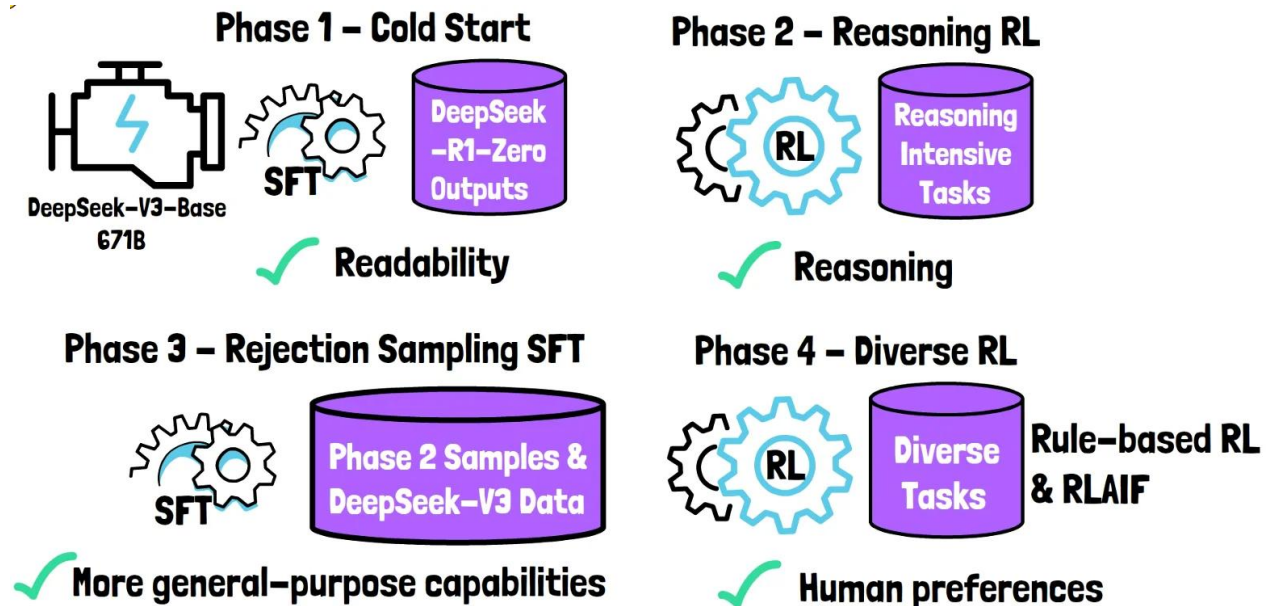 Phase 1 – Cold Start
DeepSeek-V3-Base
671B
SFT
DeepSeek
-R1-Zero
Outputs
Readability
Phase 2 – Reasoning RL
RL
Reasoning
Intensive
Tasks
Reasoning
Phase 3 – Rejection Sampling SFT
SFT
Phase 2 Samples &
DeepSeek-V3 Data
More general-purpose capabilities
Phase 4 – Diverse RL
RL
Diverse
Tasks
Rule-based RL
& RLAIF
Human preferences